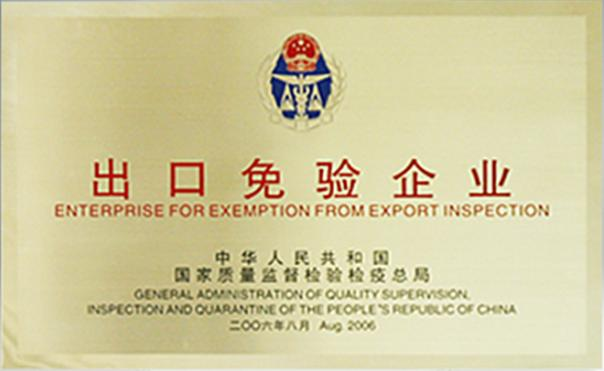 出口免验企业
ENTERPRISE FOR EXEMPTION FROM EXPORT INSPECTION
中华人民共和国
国家质量监督检验检疫总局
GENERAL ADMINISTRATION OF QUALITY SUPERVISION,
INSPECTION AND QUARANTINE OF THE PEOPLE'S REPUBLIC OF CHINA
二〇〇六年八月 Aug. 2006